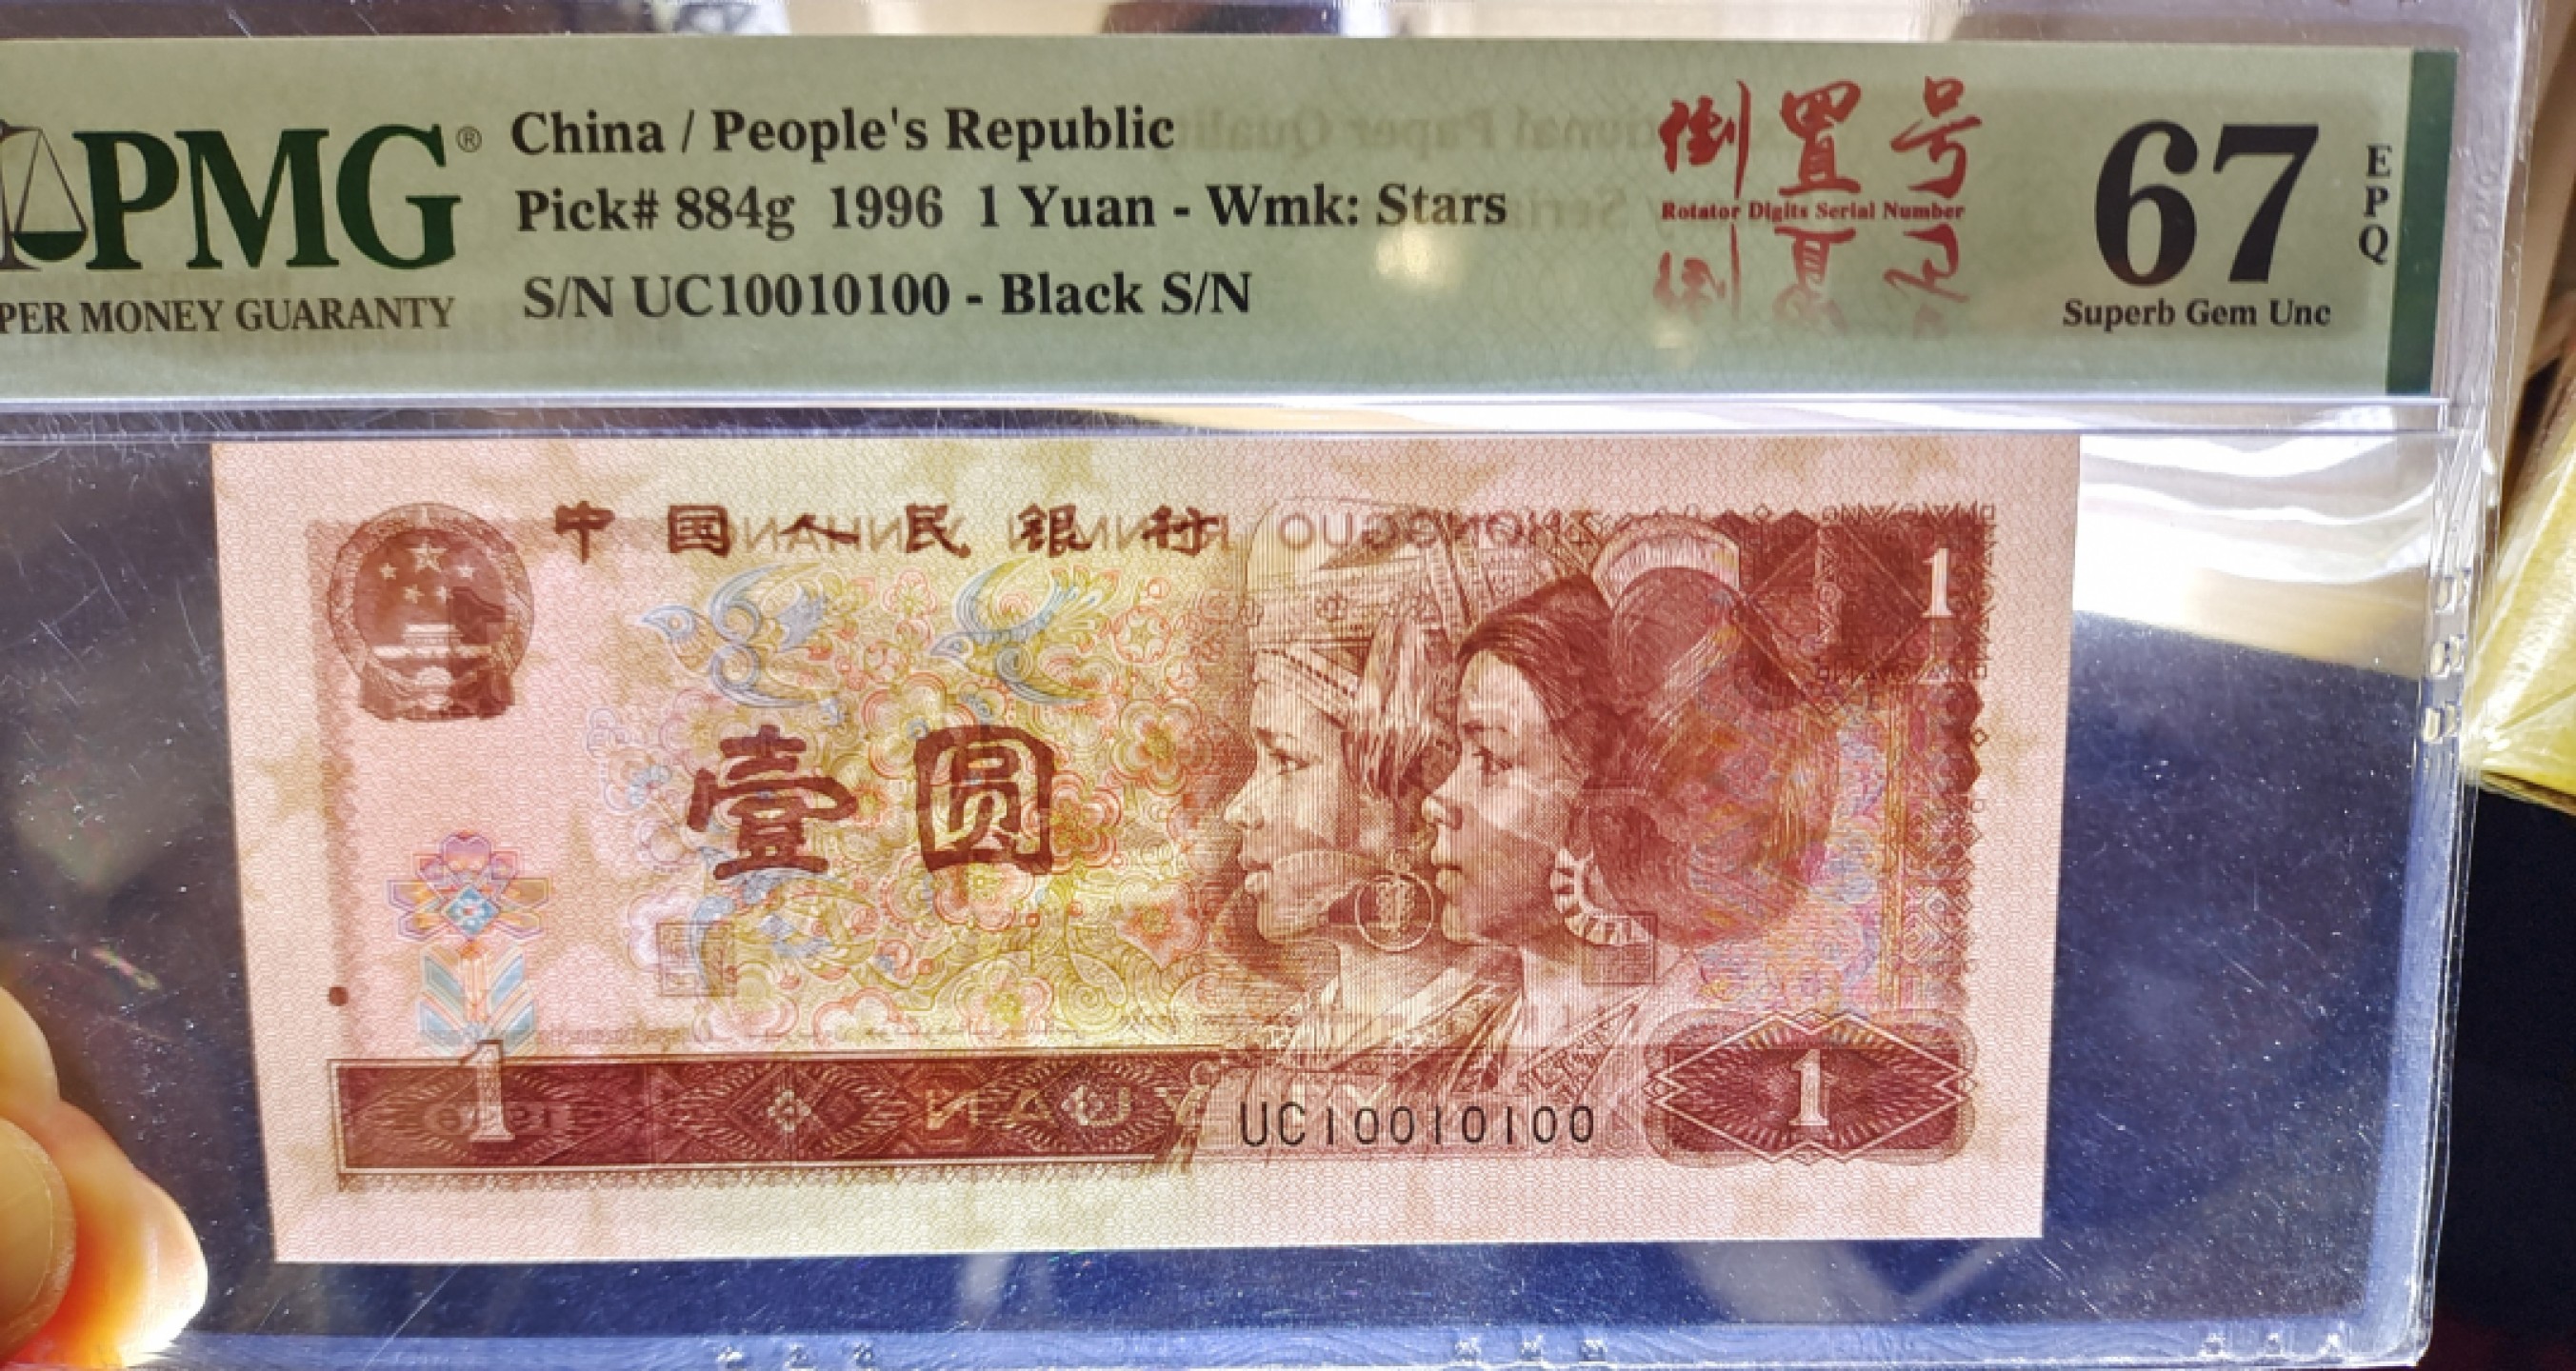 PMG®
PER MONEY GUARANTY
China / People's Republic
Pick# 884g 1996 1 Yuan - Wmk: Stars
S/N UC10010100 - Black S/N
倒置号
Rotator Digits Serial Number
67
EPQ
Superb Gem Unc
中国人民银行
1
壹圆
1
UC10010100
1